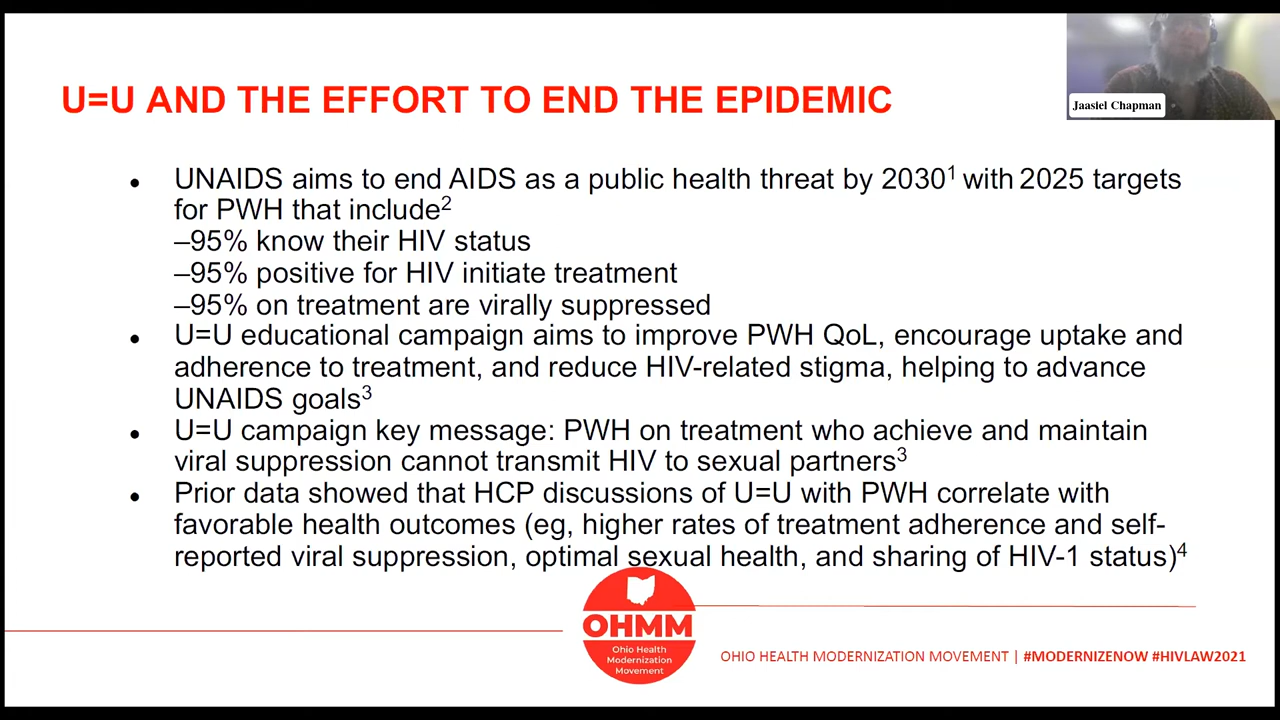 Jaasiel Chapman
U=U AND THE EFFORT TO END THE EPIDEMIC
● UNAIDS aims to end AIDS as a public health threat by 2030¹ with 2025 targets
for PWH that include²
–95% know their HIV status
–95% positive for HIV initiate treatment
–95% on treatment are virally suppressed
● U=U educational campaign aims to improve PWH QoL, encourage uptake and
adherence to treatment, and reduce HIV-related stigma, helping to advance
UNAIDS goals³
● U=U campaign key message: PWH on treatment who achieve and maintain
viral suppression cannot transmit HIV to sexual partners³
● Prior data showed that HCP discussions of U=U with PWH correlate with
favorable health outcomes (eg, higher rates of treatment adherence and self-
reported viral suppression, optimal sexual health, and sharing of HIV-1 status)⁴
OHMM
Ohio Health
Modernization
Movement
OHIO HEALTH MODERNIZATION MOVEMENT | #MODERNIZENOW #HIVLAW2021